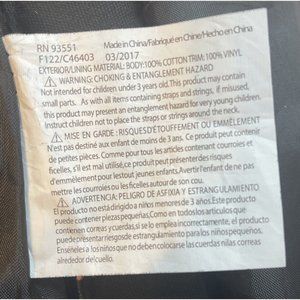 RN 93551 Made in China/Fabriqué en Chine/Hecho en China
F122/C46403 03/2017
EXTERIOR/LINING MATERIAL: BODY: 100% COTTON TRIM: 100% VINYL
⚠WARNING: CHOKING & ENTANGLEMENT HAZARD
Not intended for children under 3 years old. This product may contain
small parts. As with all items containing straps and strings, if misused,
this product may present an entanglement hazard for very young children.
Instruct children not to place the straps or strings around their neck.
⚠MISE EN GARDE : RISQUES D'ÉTOUFFEMENT OU EMMÊLEMENT
N'est pas destiné aux enfant de moins de 3 ans. Ce produit peut contenir
de petites pièces. Comme pour tous les articles contenant courroies et
ficelles, s'il est mal utilisé,ce produit peut présenter des risques
d'emmêlement pour lestout jeunes enfants.Avertir l'enfant de ne pas
mettre les courroies ou les ficelles autour de son cou.
⚠ADVERTENCIA: PELIGRO DE ASFIXIA Y ESTRANGULAMIENTO
El producto no está dirigido a niños menores de 3 años.Este producto puede
contener piezas pequeñas.Como en todos los articulos que
contienen cuerdas, si se lo emplea incorrectamente, el producto
puede presentar riesgos de estrangulamiento para los niños pequeños.
Enséñeles a los niños que no deben colocarse las cuerdas ni las correas
alrededor del cuello.